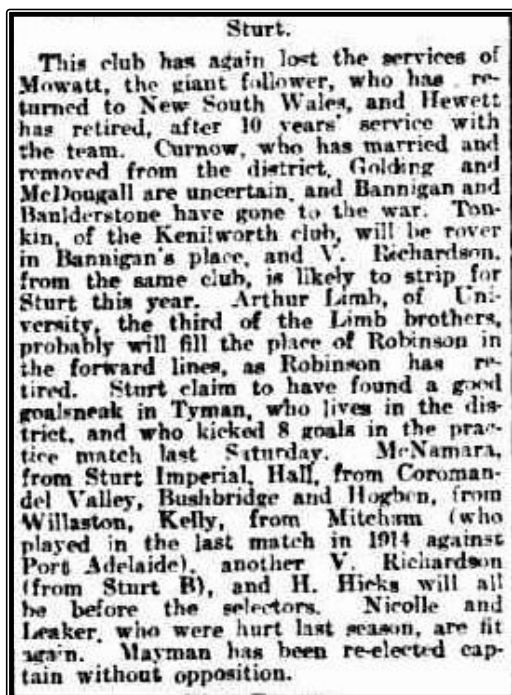 Sturt.
This club has again lost the services of
Mowatt, the giant follower, who has re-
turned to New South Wales, and Hewett
has retired, after 10 years' service with
the team. Curnow, who has married and
removed from the district, Golding and
McDougall are uncertain, and Bannigan and
Baulderstone have gone to the war. Ton-
kin, of the Kenilworth club, will be rover
in Bannigan's place, and V. Richardson,
from the same club, is likely to strip for
Sturt this year. Arthur Limb, of Uni-
versity, the third of the Limb brothers,
probably will fill the place of Robinson in
the forward lines, as Robinson has re-
tired. Sturt claim to have found a good
goalsneak in Tyman, who lives in the dis-
trict, and who kicked 8 goals in the prac-
tice match last Saturday. McNamara,
from Sturt Imperial, Hall, from Coroman-
del Valley, Bushbridge and Hogben, from
Willaston, Kelly, from Mitcham (who
played in the last match in 1914 against
Port Adelaide), another V. Richardson
(from Sturt B), and H. Hicks will all
be before the selectors. Nicolle and
Leaker, who were hurt last season, are fit
again. Mayman has been re-elected cap-
tain without opposition.